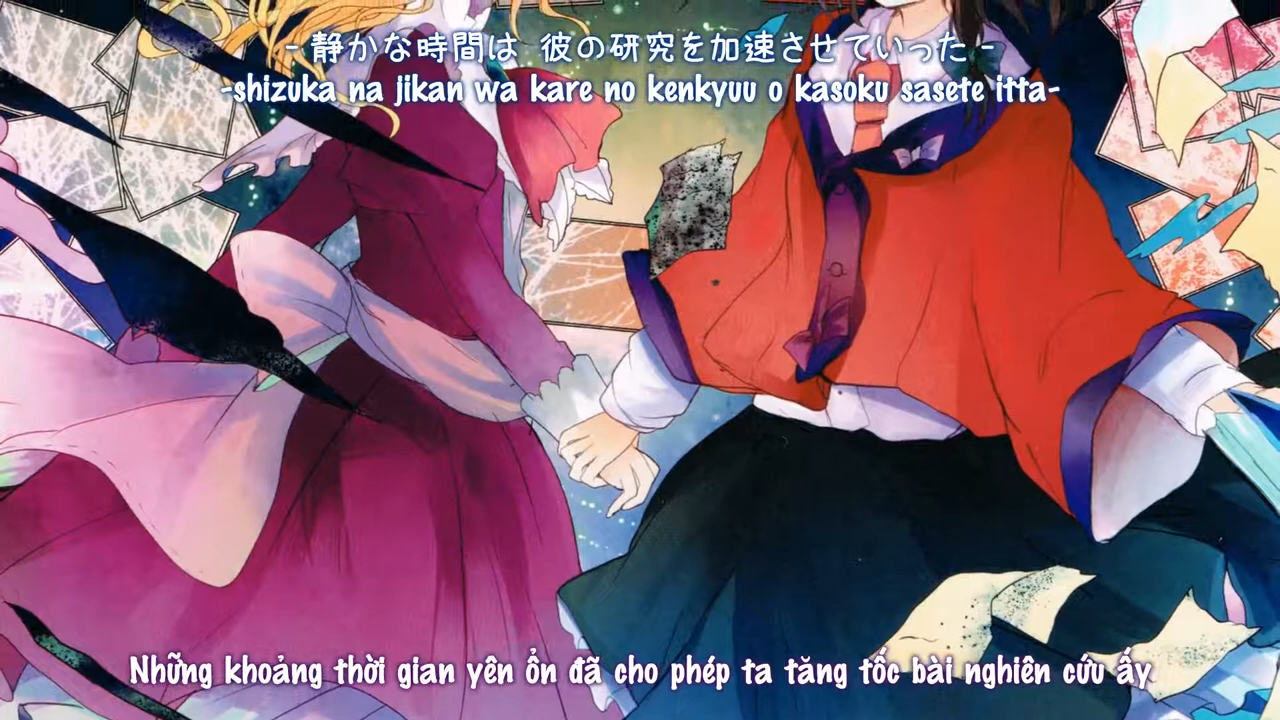 - 静かな時間は 彼の研究を加速させていった -
-shizuka na jikan wa kare no kenkyuu o kasoku sasete itta-
Những khoảng thời gian yên ổn đã cho phép ta tăng tốc bài nghiên cứu ấy